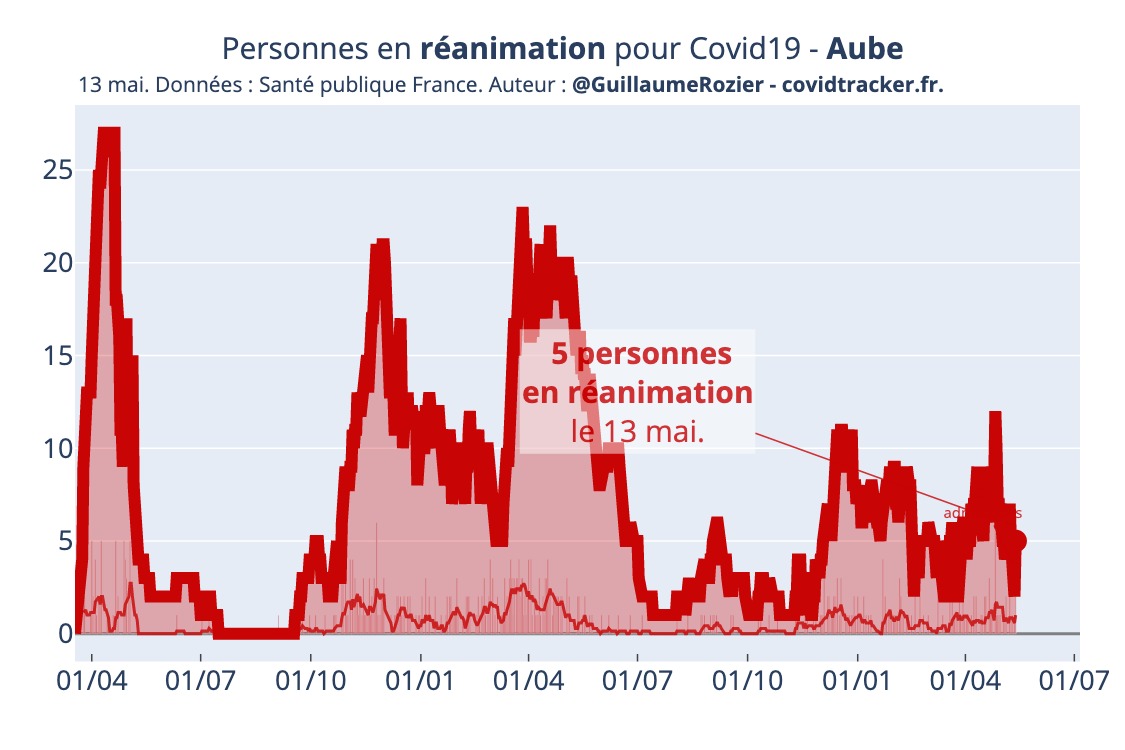 Personnes en réanimation pour Covid19 - Aube
13 mai. Données : Santé publique France. Auteur : @GuillaumeRozier - covidtracker.fr.
25
20
15
10
5
0
5 personnes
en réanimation
le 13 mai.
01/04 01/07 01/10 01/01 01/04 01/07 01/10 01/01 01/04 01/07